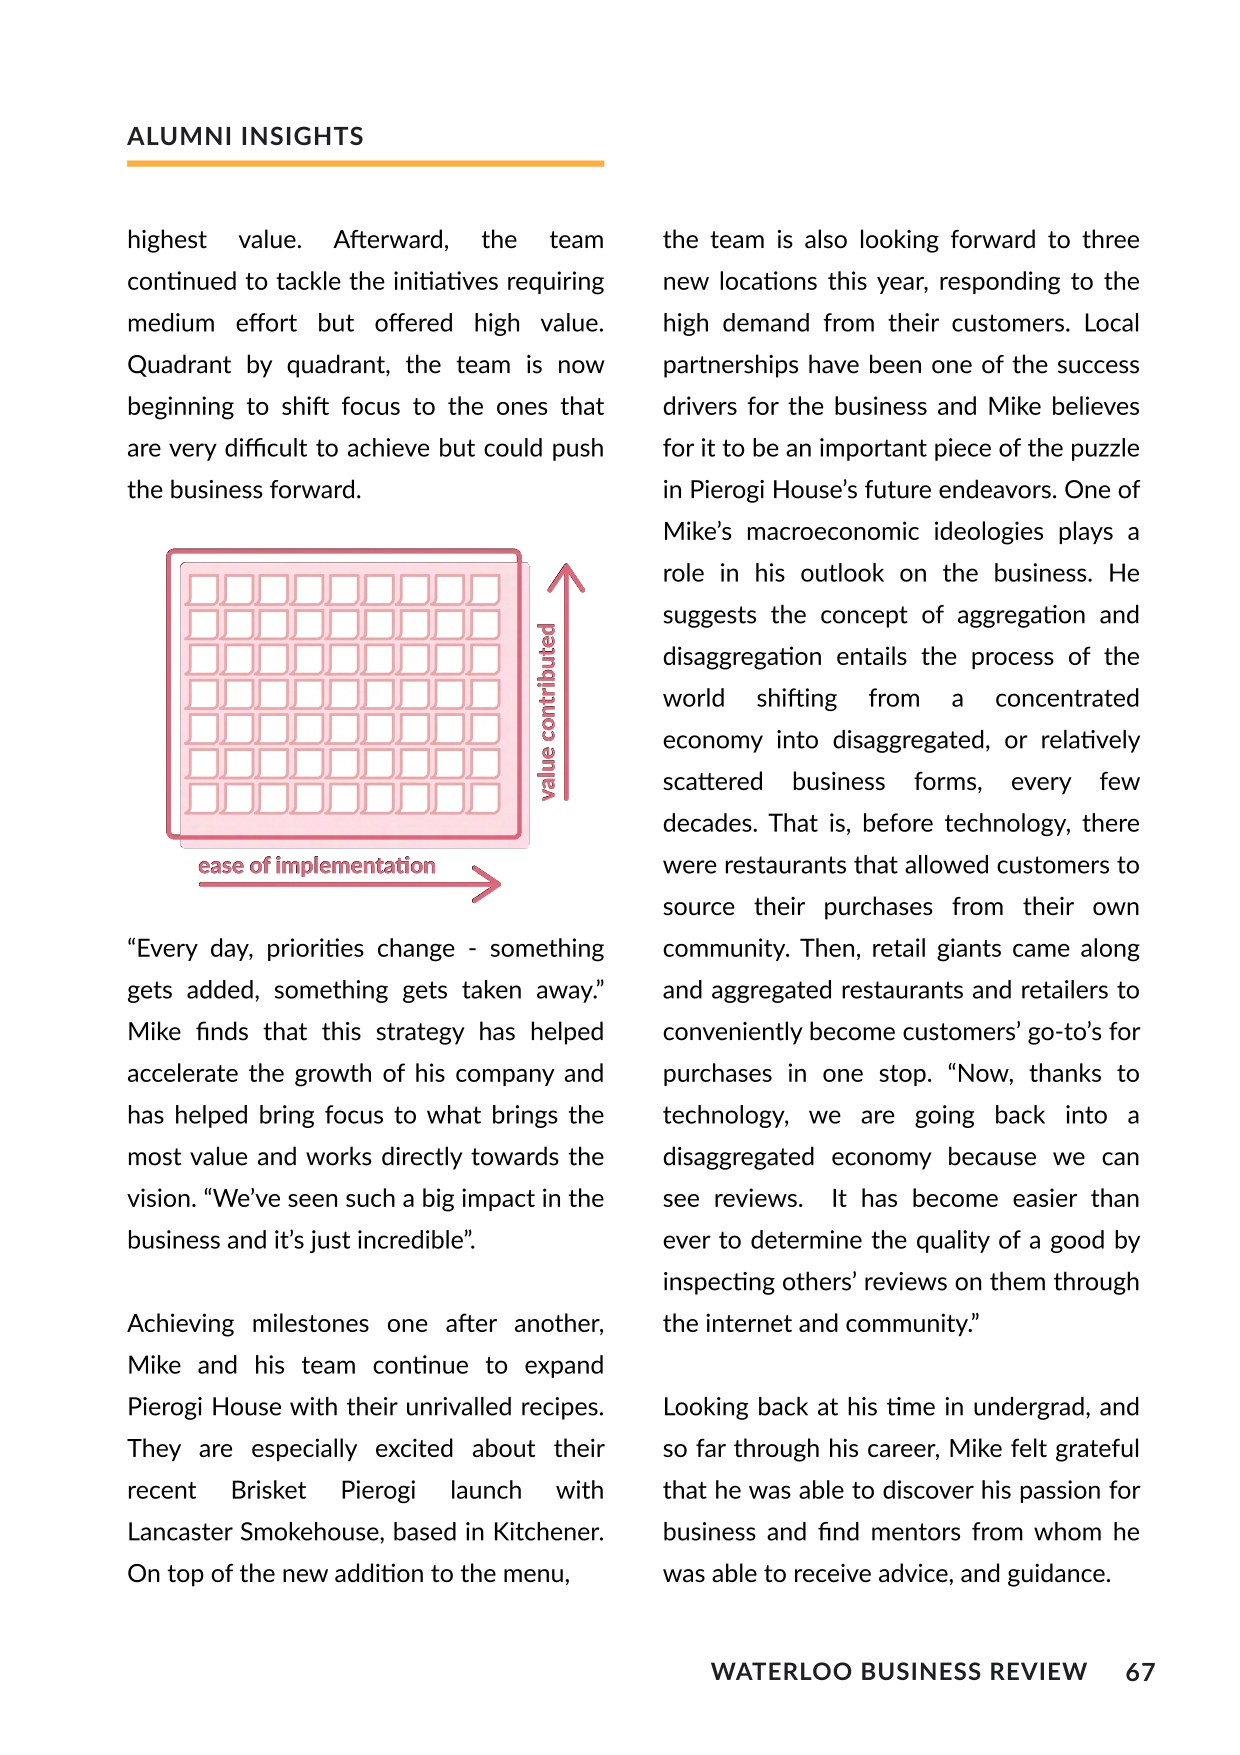 ALUMNI INSIGHTS
highest value. Afterward, the team
continued to tackle the initiatives requiring
medium effort but offered high value.
Quadrant by quadrant, the team is now
beginning to shift focus to the ones that
are very difficult to achieve but could push
the business forward.
value contributed
ease of implementation
“Every day, priorities change - something
gets added, something gets taken away.”
Mike finds that this strategy has helped
accelerate the growth of his company and
has helped bring focus to what brings the
most value and works directly towards the
vision. “We’ve seen such a big impact in the
business and it’s just incredible”.
Achieving milestones one after another,
Mike and his team continue to expand
Pierogi House with their unrivalled recipes.
They are especially excited about their
recent Brisket Pierogi launch with
Lancaster Smokehouse, based in Kitchener.
On top of the new addition to the menu,
the team is also looking forward to three
new locations this year, responding to the
high demand from their customers. Local
partnerships have been one of the success
drivers for the business and Mike believes
for it to be an important piece of the puzzle
in Pierogi House’s future endeavors. One of
Mike’s macroeconomic ideologies plays a
role in his outlook on the business. He
suggests the concept of aggregation and
disaggregation entails the process of the
world shifting from a concentrated
economy into disaggregated, or relatively
scattered business forms, every few
decades. That is, before technology, there
were restaurants that allowed customers to
source their purchases from their own
community. Then, retail giants came along
and aggregated restaurants and retailers to
conveniently become customers’ go-to’s for
purchases in one stop. “Now, thanks to
technology, we are going back into a
disaggregated economy because we can
see reviews. It has become easier than
ever to determine the quality of a good by
inspecting others’ reviews on them through
the internet and community.”
Looking back at his time in undergrad, and
so far through his career, Mike felt grateful
that he was able to discover his passion for
business and find mentors from whom he
was able to receive advice, and guidance.
WATERLOO BUSINESS REVIEW 67